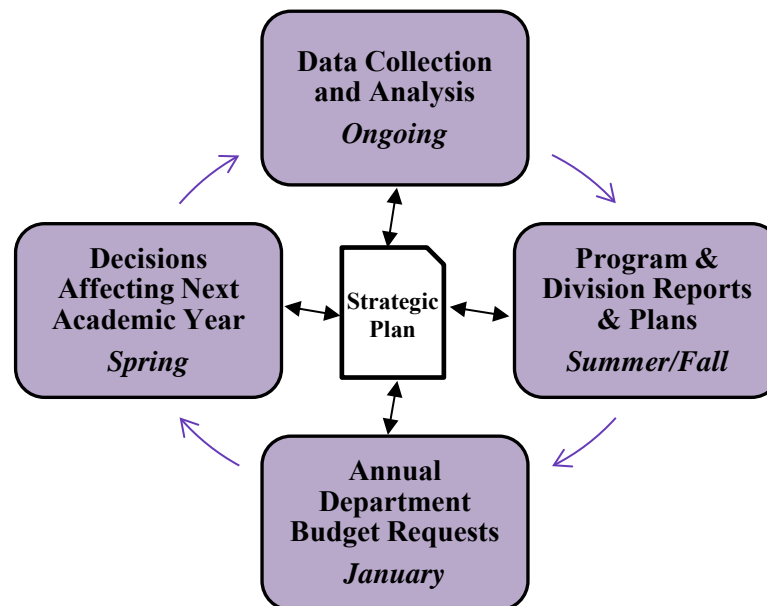 Data Collection
and Analysis
Ongoing
Decisions
Affecting Next
Academic Year
Spring
Strategic
Plan
Program &
Division Reports
& Plans
Summer/Fall
Annual
Department
Budget Requests
January